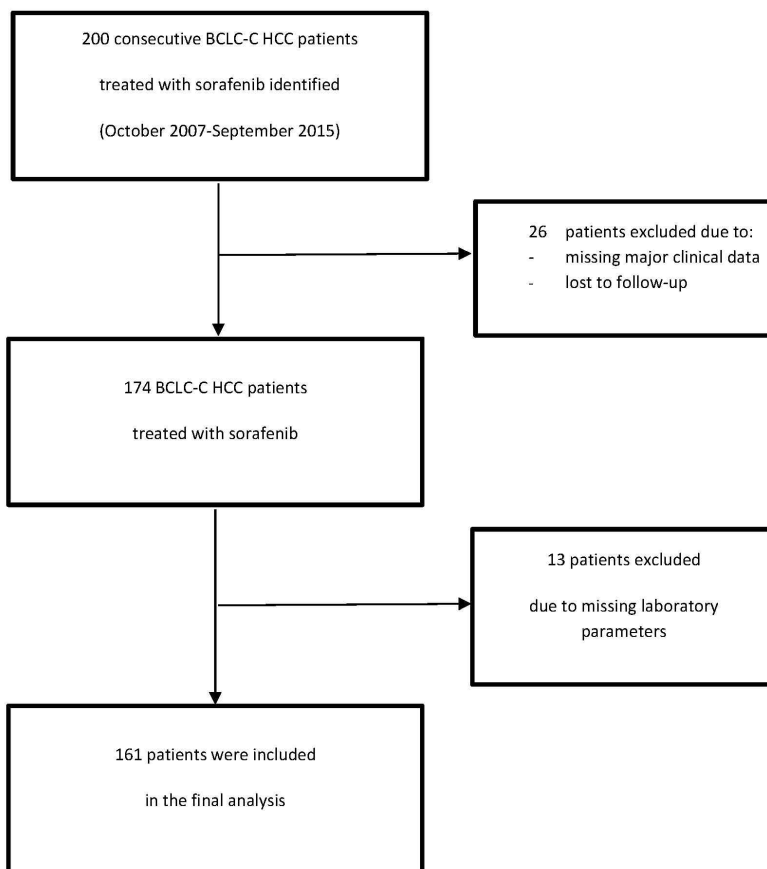 200 consecutive BCLC-C HCC patients
treated with sorafenib identified
(October 2007-September 2015)
26 patients excluded due to:
- missing major clinical data
- lost to follow-up
174 BCLC-C HCC patients
treated with sorafenib
13 patients excluded
due to missing laboratory
parameters
161 patients were included
in the final analysis